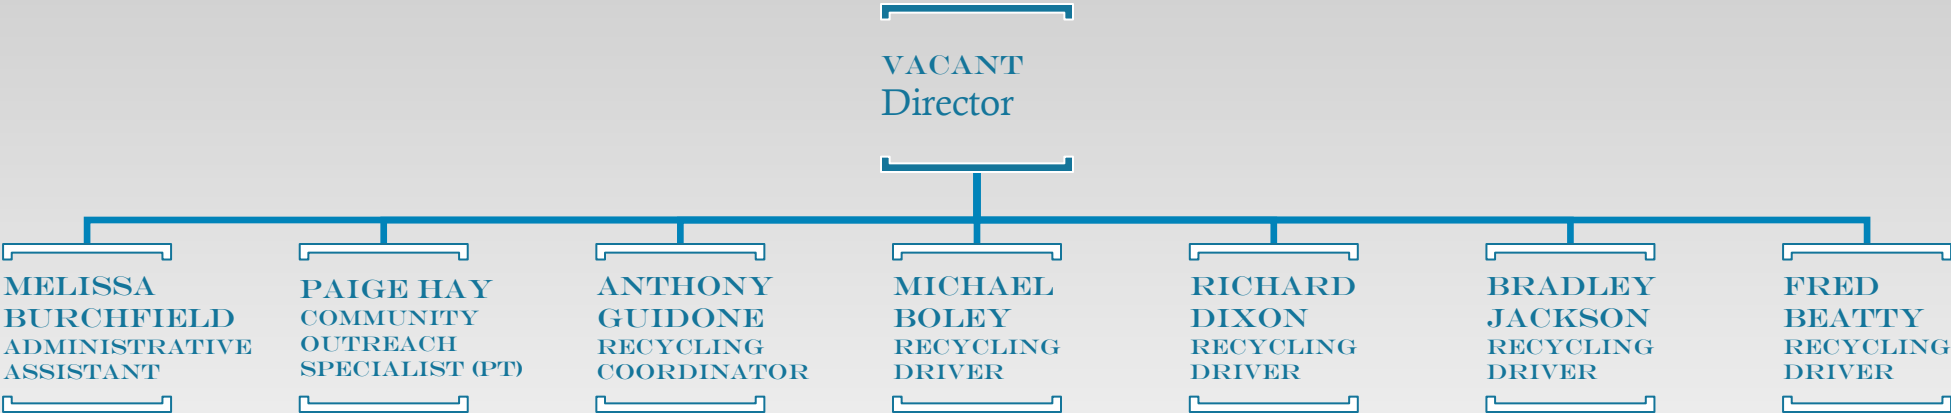 VACANT
Director
MELISSA
BURCHFIELD
ADMINISTRATIVE
ASSISTANT
PAIGE HAY
COMMUNITY
OUTREACH
SPECIALIST (PT)
ANTHONY
GUIDONE
RECYCLING
COORDINATOR
MICHAEL
BOLEY
RECYCLING
DRIVER
RICHARD
DIXON
RECYCLING
DRIVER
BRADLEY
JACKSON
RECYCLING
DRIVER
FRED
BEATTY
RECYCLING
DRIVER